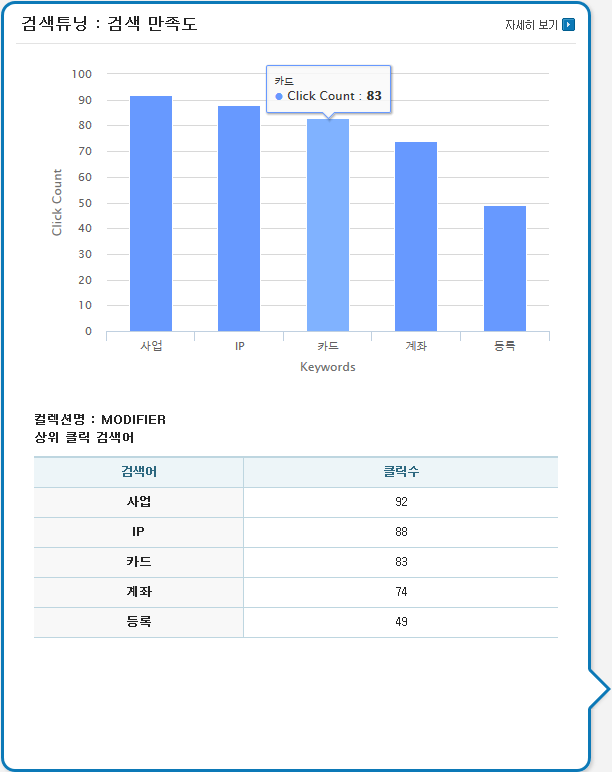 검색튜닝 : 검색 만족도
자세히 보기
카드
Click Count : 83
Click Count
100
90
80
70
60
50
40
30
20
10
0
사업 IP 카드 계좌 등록
Keywords
컬렉션명 : MODIFIER
상위 클릭 검색어
검색어 클릭수
사업 92
IP 88
카드 83
계좌 74
등록 49